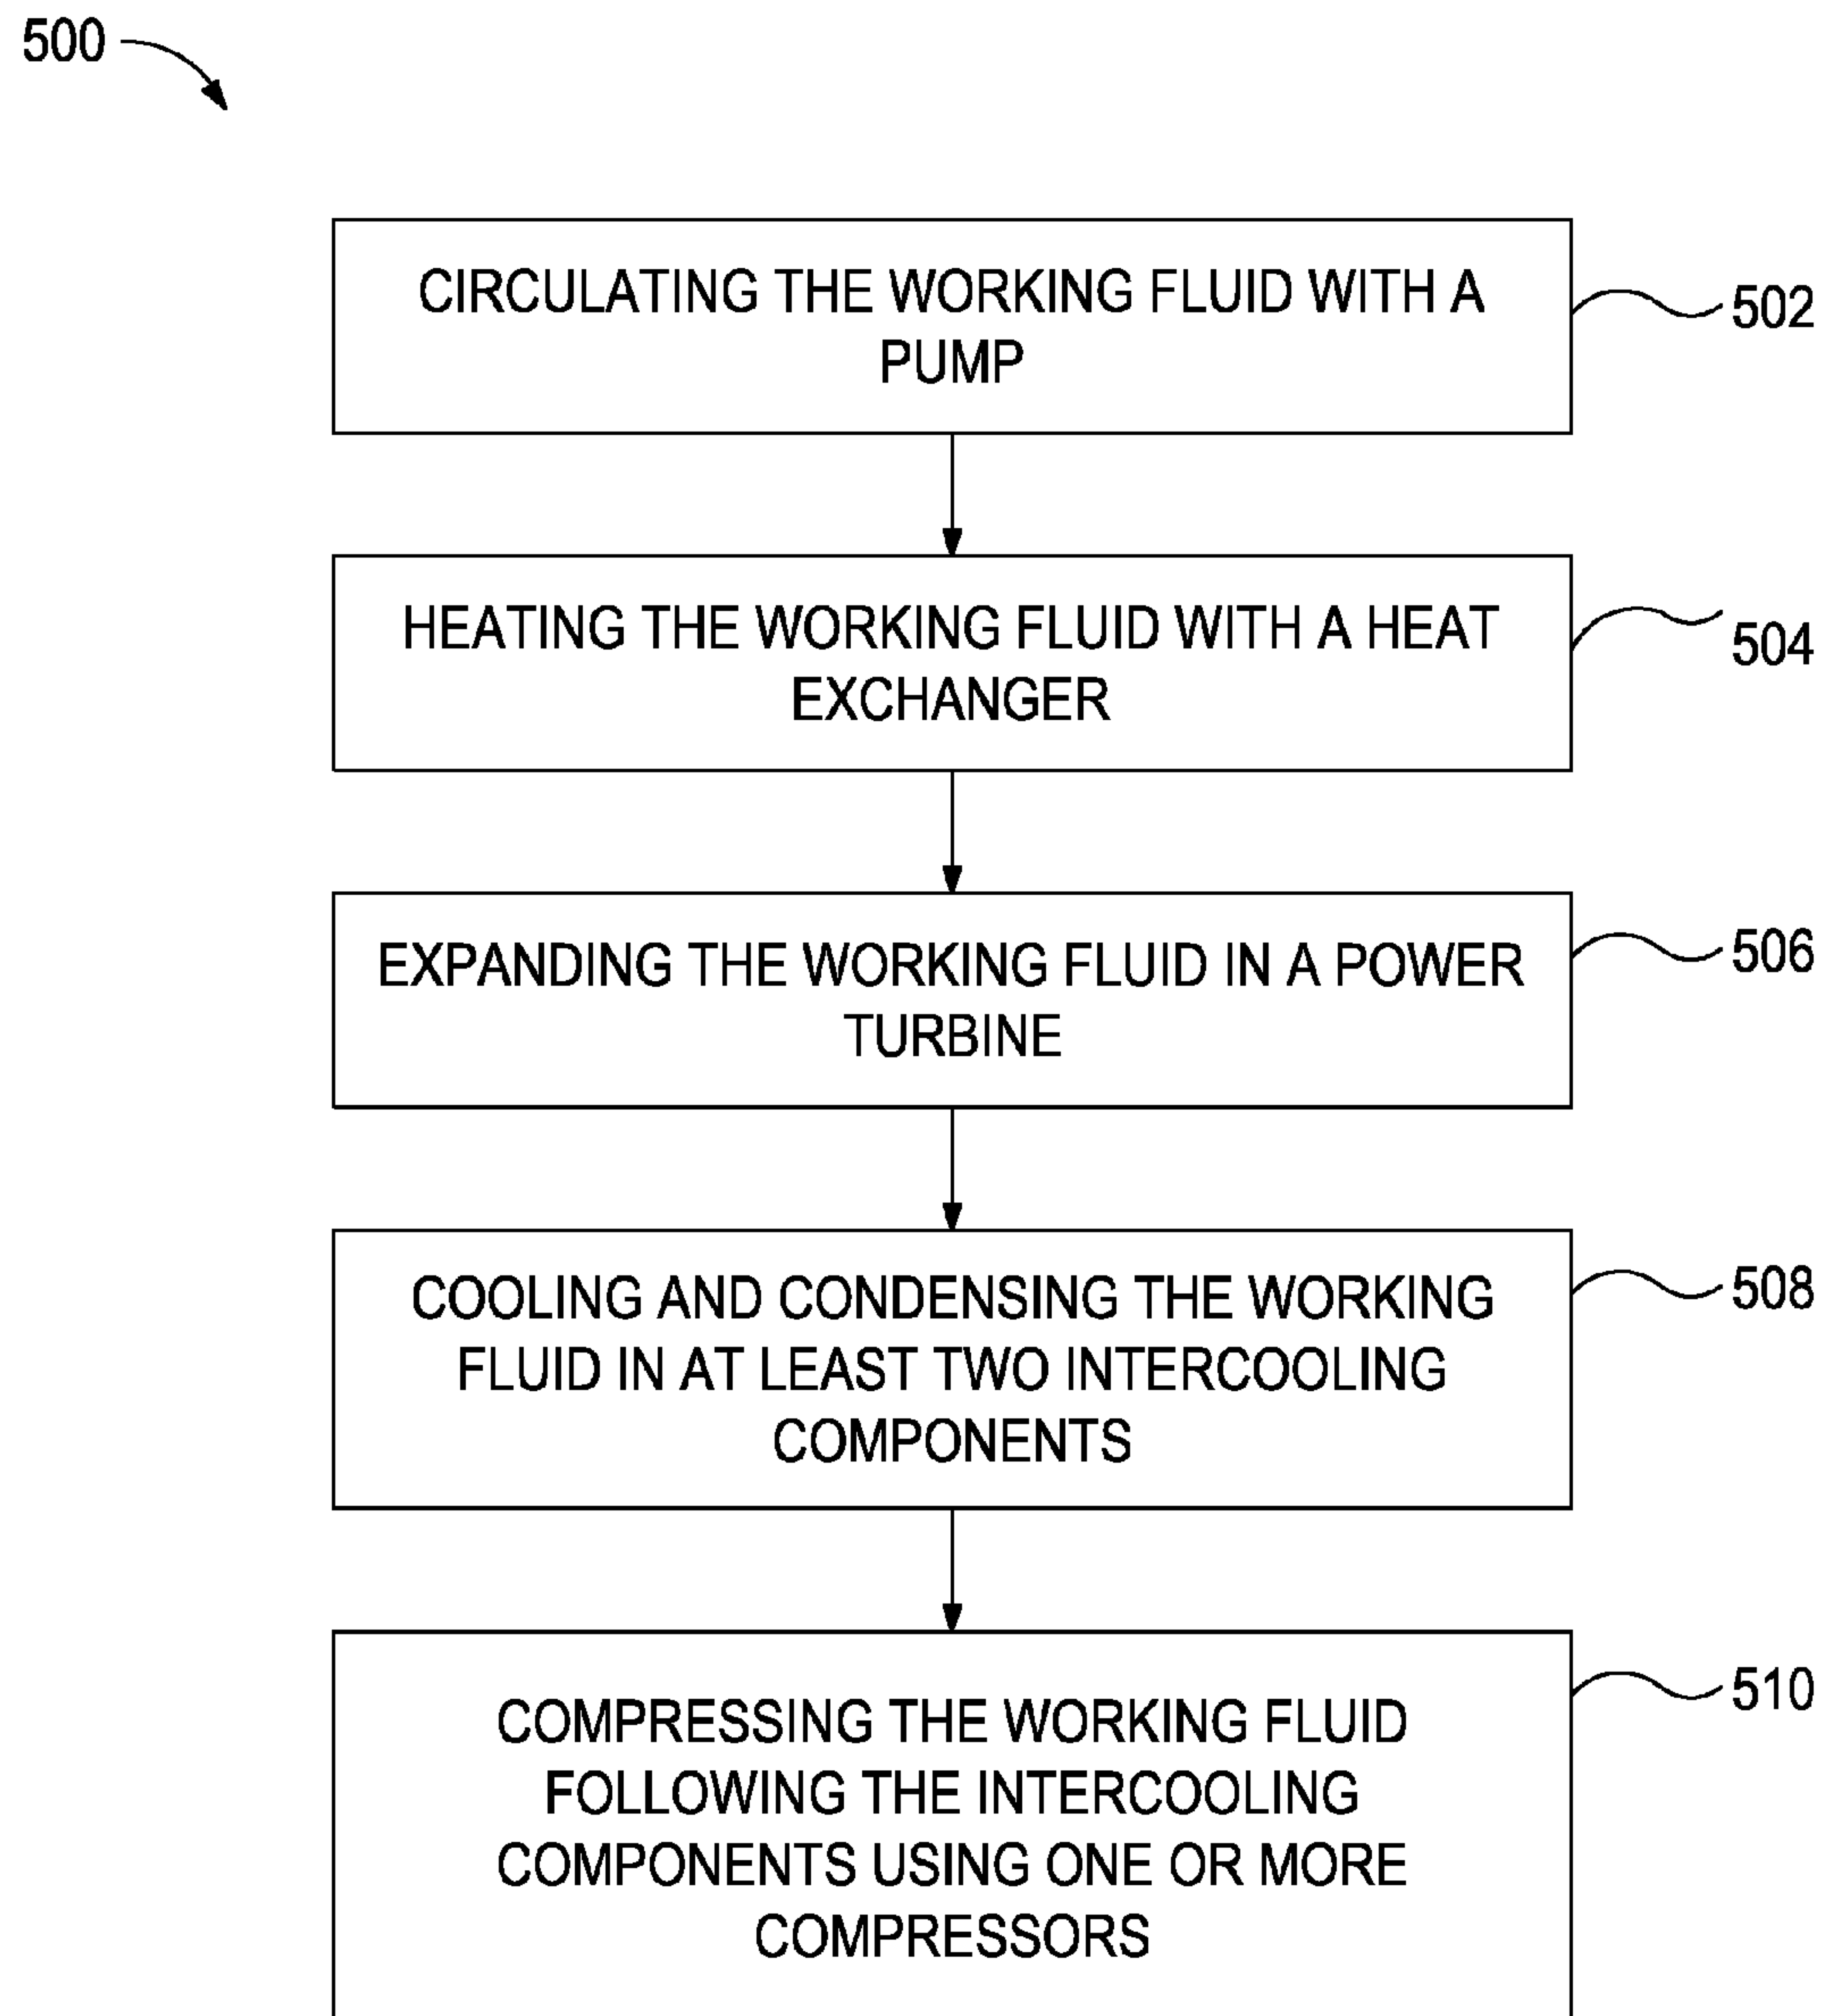 500
CIRCULATING THE WORKING FLUID WITH A
PUMP
502
HEATING THE WORKING FLUID WITH A HEAT
EXCHANGER
504
EXPANDING THE WORKING FLUID IN A POWER
TURBINE
506
COOLING AND CONDENSING THE WORKING
FLUID IN AT LEAST TWO INTERCOOLING
COMPONENTS
508
COMPRESSING THE WORKING FLUID
FOLLOWING THE INTERCOOLING
COMPONENTS USING ONE OR MORE
COMPRESSORS
510